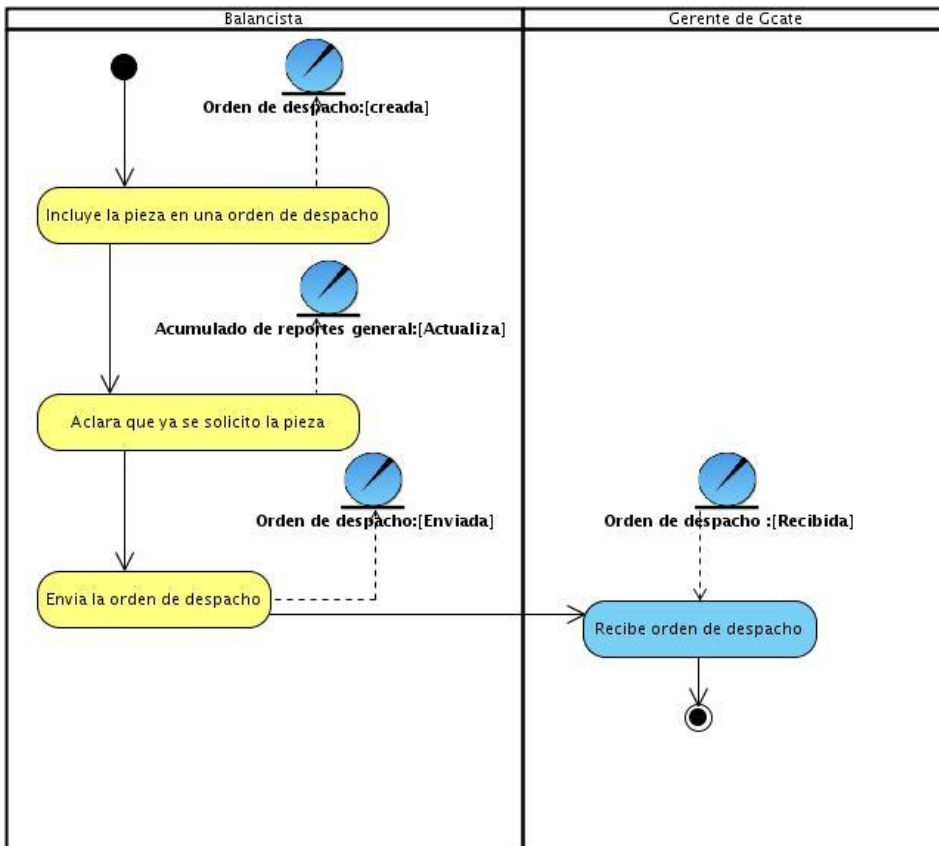 Balancista
Gerente de Gcate
Orden de despacho:[creada]
Incluye la pieza en una orden de despacho
Acumulado de reportes general:[Actualiza]
Aclara que ya se solicito la pieza
Orden de despacho:[Enviada]
Orden de despacho :[Recibida]
Envia la orden de despacho
Recibe orden de despacho